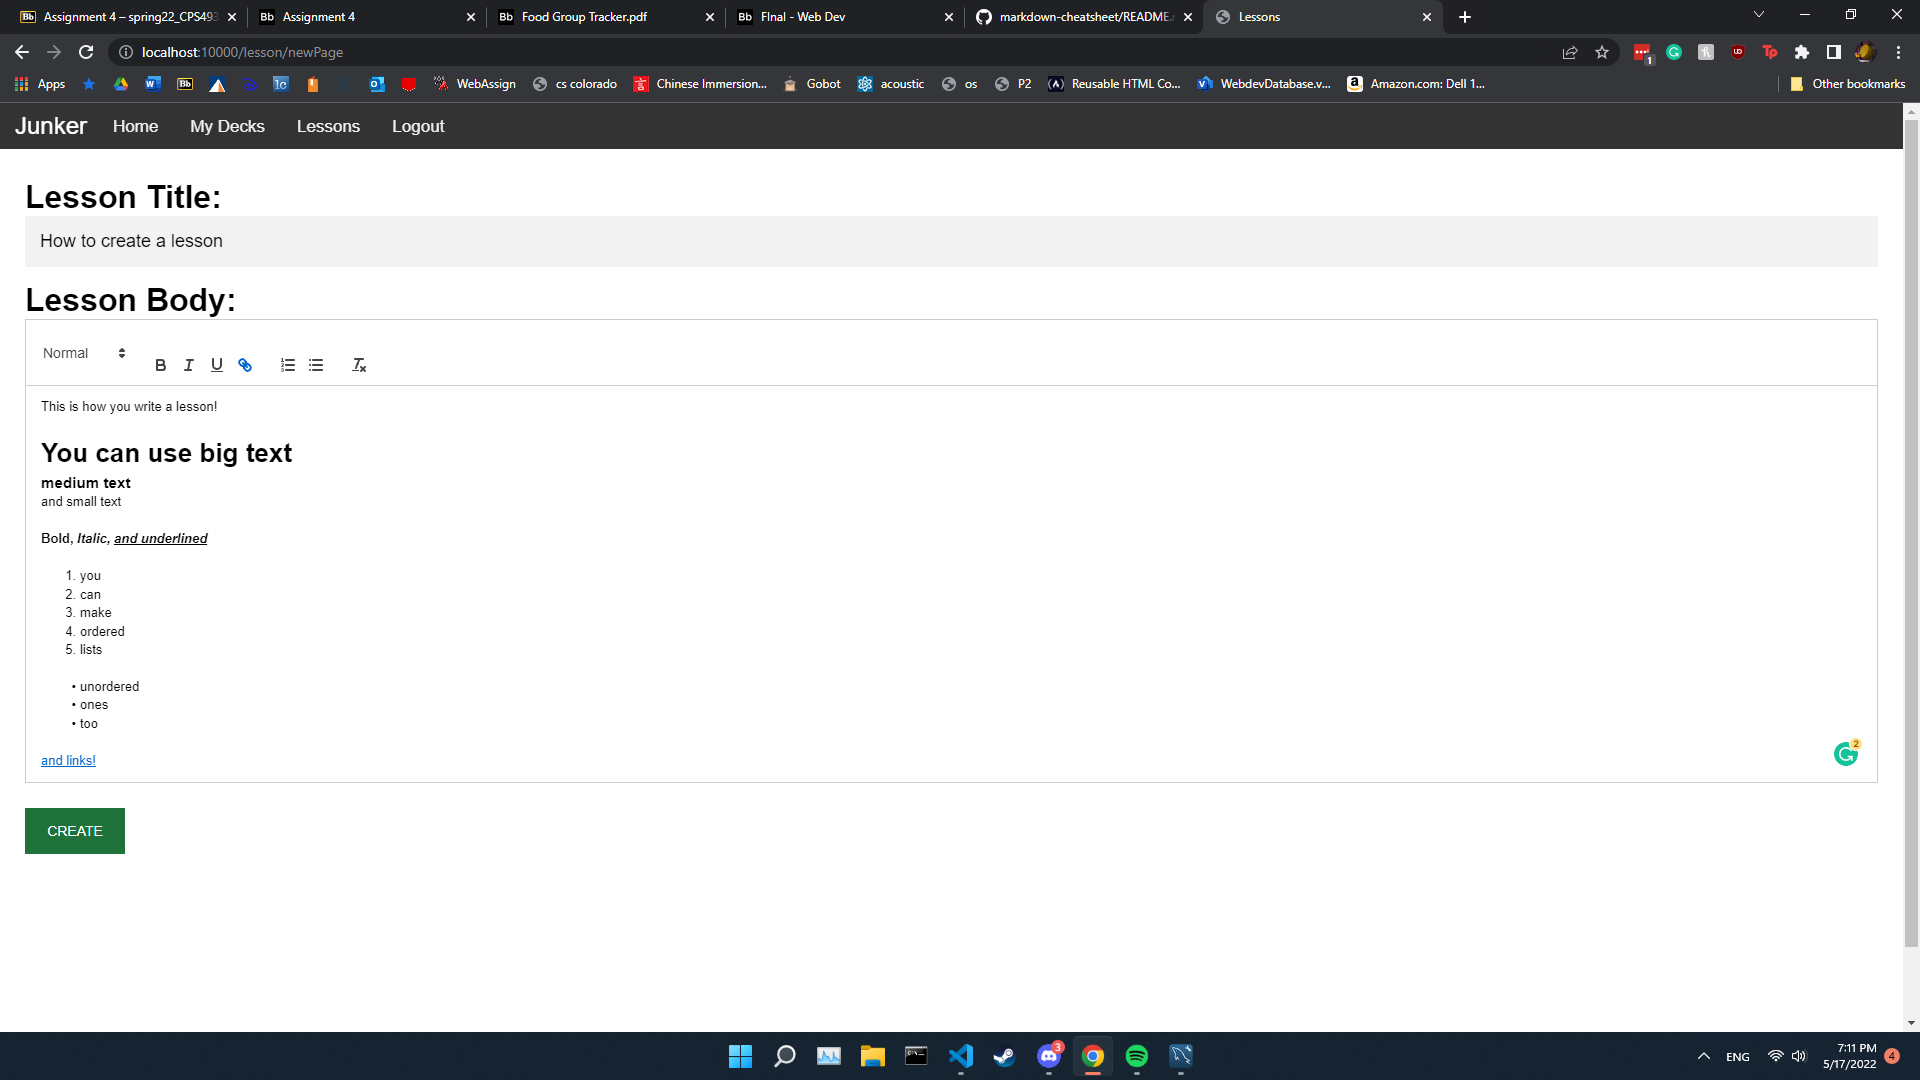 Assignment 4 – spring22_CPS493
Assignment 4
Food Group Tracker.pdf
FInal - Web Dev
markdown-cheatsheet/README.
Lessons
localhost:10000/lesson/newPage
Apps
WebAssign
cs colorado
Chinese Immersion...
Gobot
acoustic
os
P2
Reusable HTML Co...
WebdevDatabase.v...
Amazon.com: Dell 1...
Other bookmarks
Junker Home My Decks Lessons Logout
Lesson Title:
How to create a lesson
Lesson Body:
Normal
This is how you write a lesson!
You can use big text
medium text
and small text
Bold, Italic, and underlined
1. you
2. can
3. make
4. ordered
5. lists
• unordered
• ones
• too
and links!
2
CREATE
3
ENG
7:11 PM
5/17/2022
4